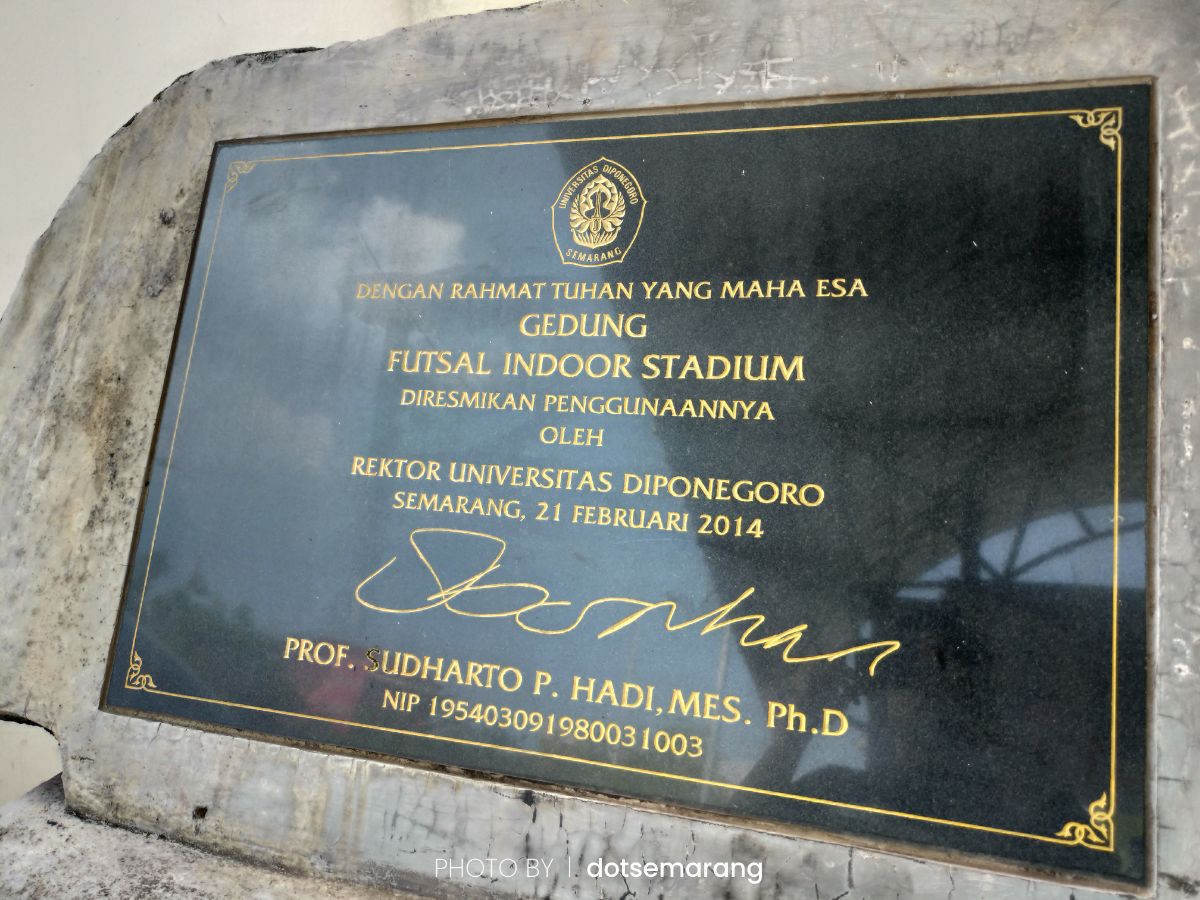 UNIVERSITAS DIPONEGORO
SEMARANG
DENGAN RAHMAT TUHAN YANG MAHA ESA
GEDUNG
FUTSAL INDOOR STADIUM
DIRESMIKAN PENGGUNAANNYA
OLEH
REKTOR UNIVERSITAS DIPONEGORO
SEMARANG, 21 FEBRUARI 2014
PROF. SUDHARTO P. HADI, MES. Ph.D
NIP 195403091980031003
PHOTO BY | dotsemarang